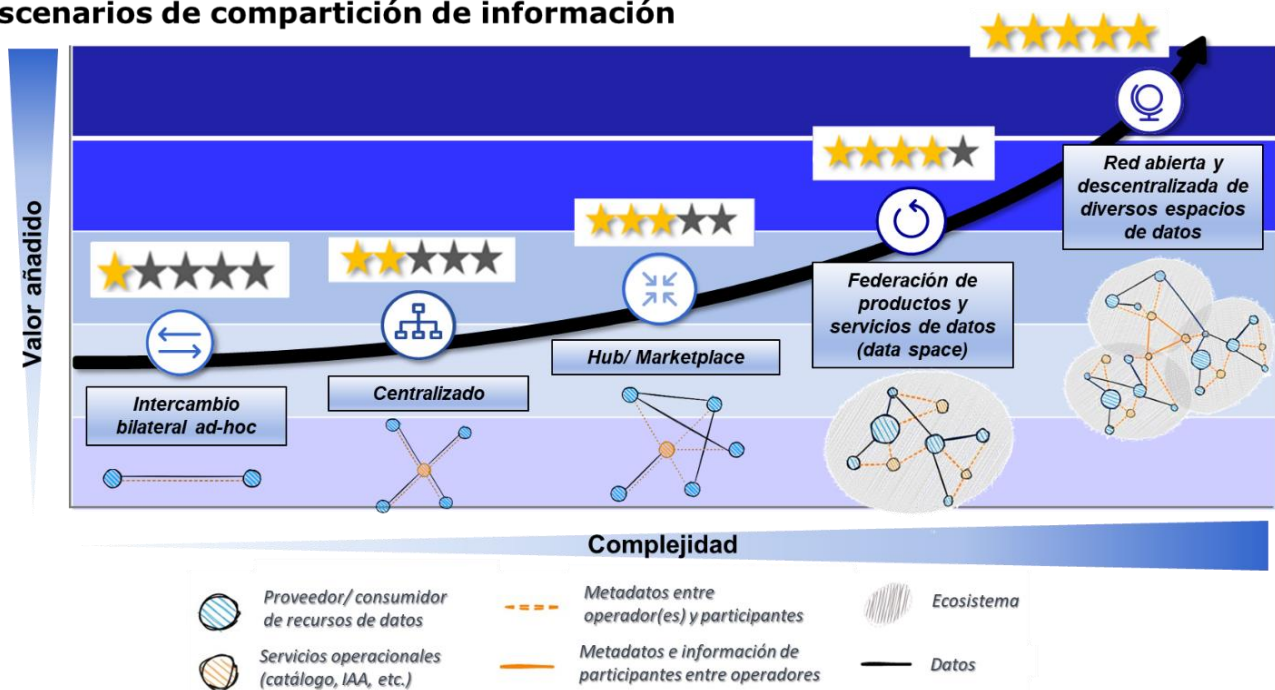 scenarios de compartición de información
Valor añadido
Intercambio
bilateral ad-hoc
Centralizado
Hub/ Marketplace
Federación de
productos y
servicios de datos
(data space)
Red abierta y
descentralizada de
diversos espacios
de datos
Complejidad
Proveedor/ consumidor
de recursos de datos
Servicios operacionales
(catálogo, IAA, etc.)
Metadatos entre
operador(es) y participantes
Metadatos e información de
participantes entre operadores
Ecosistema
Datos